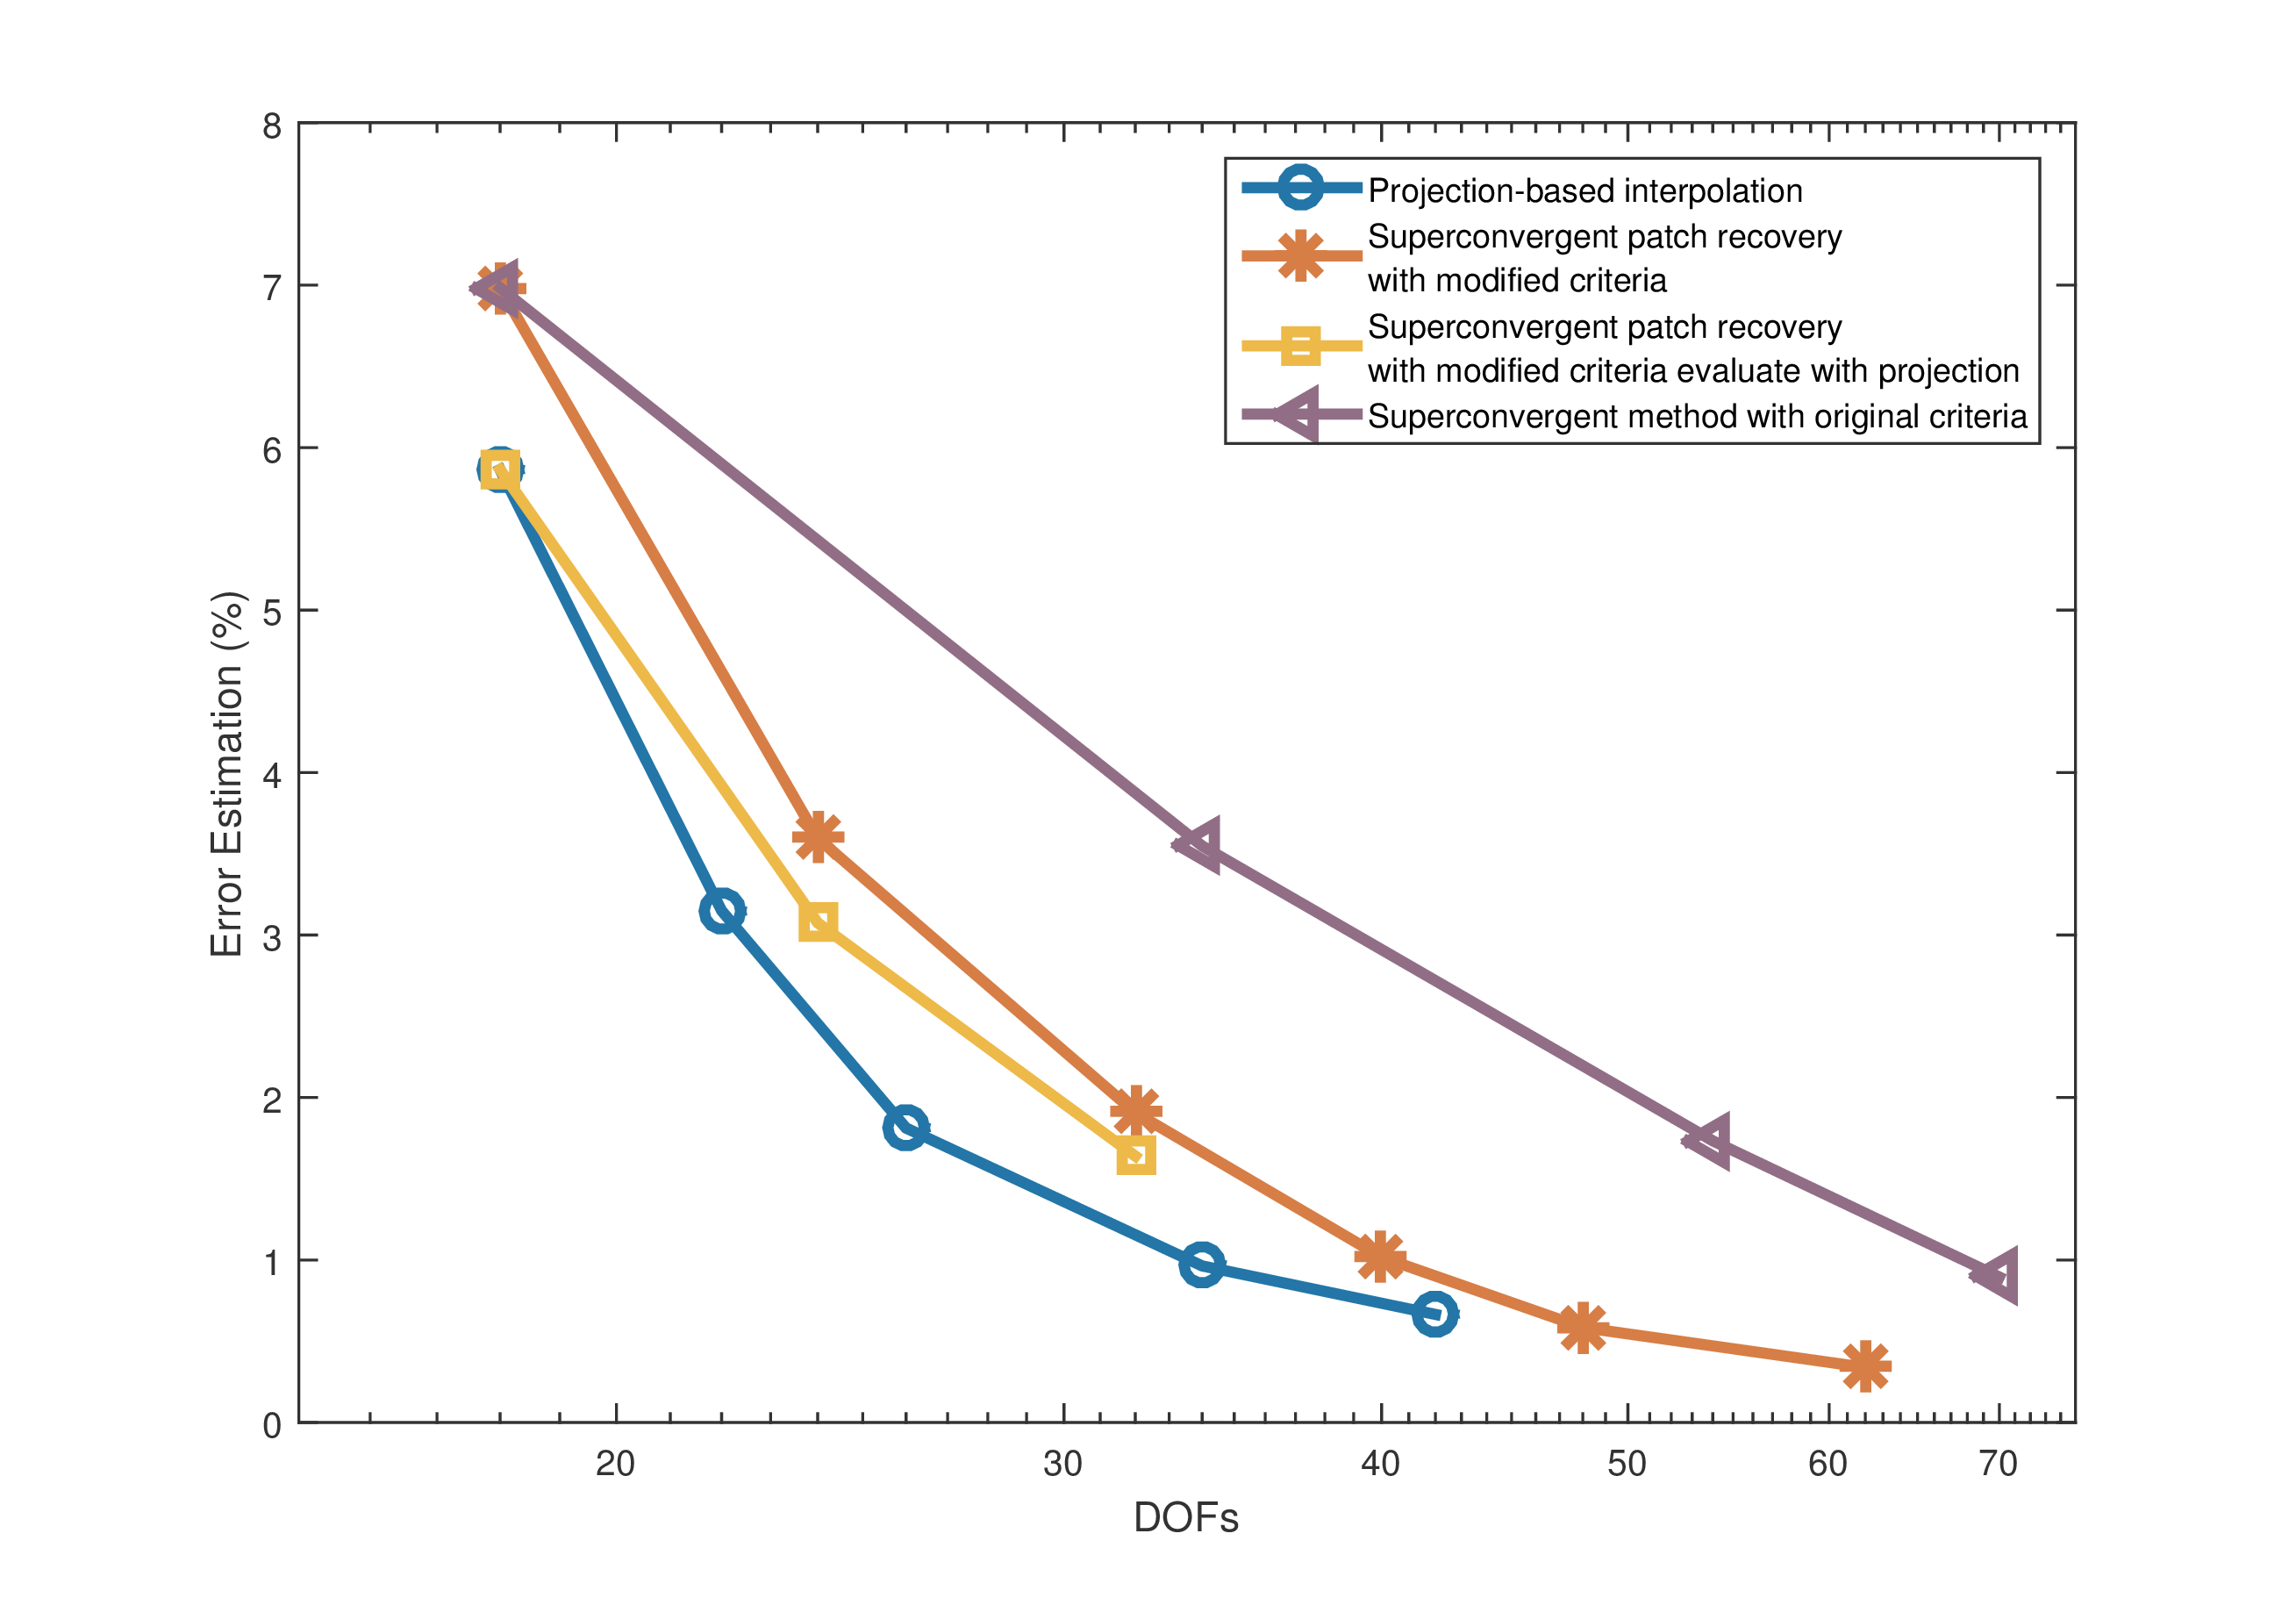 8
7
6
5
4
3
2
1
0
Error Estimation (%)
Projection-based interpolation
Superconvergent patch recovery
with modified criteria
Superconvergent patch recovery
with modified criteria evaluate with projection
Superconvergent method with original criteria
20 30 40 50 60 70
DOFs